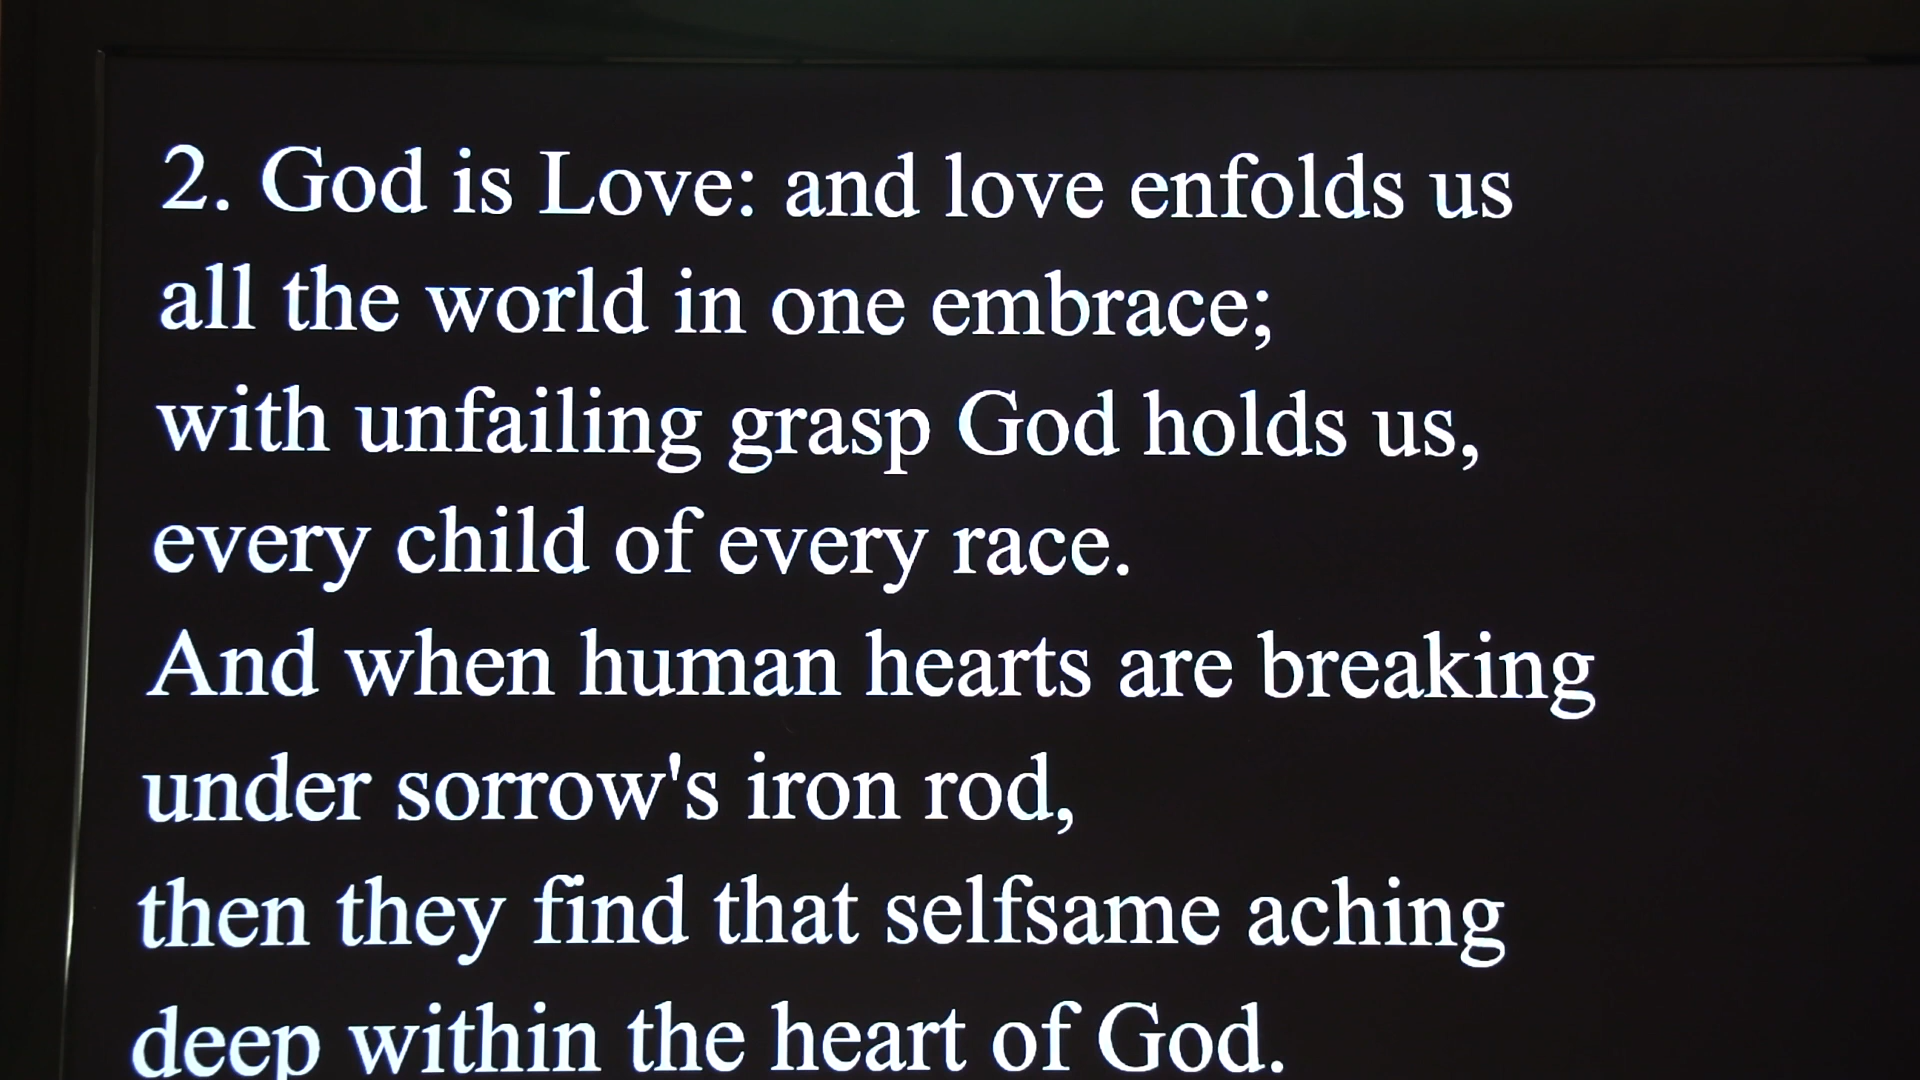 2. God is Love: and love enfolds us
all the world in one embrace;
with unfailing grasp God holds us,
every child of every race.
And when human hearts are breaking
under sorrow's iron rod,
then they find that selfsame aching
deep within the heart of God.